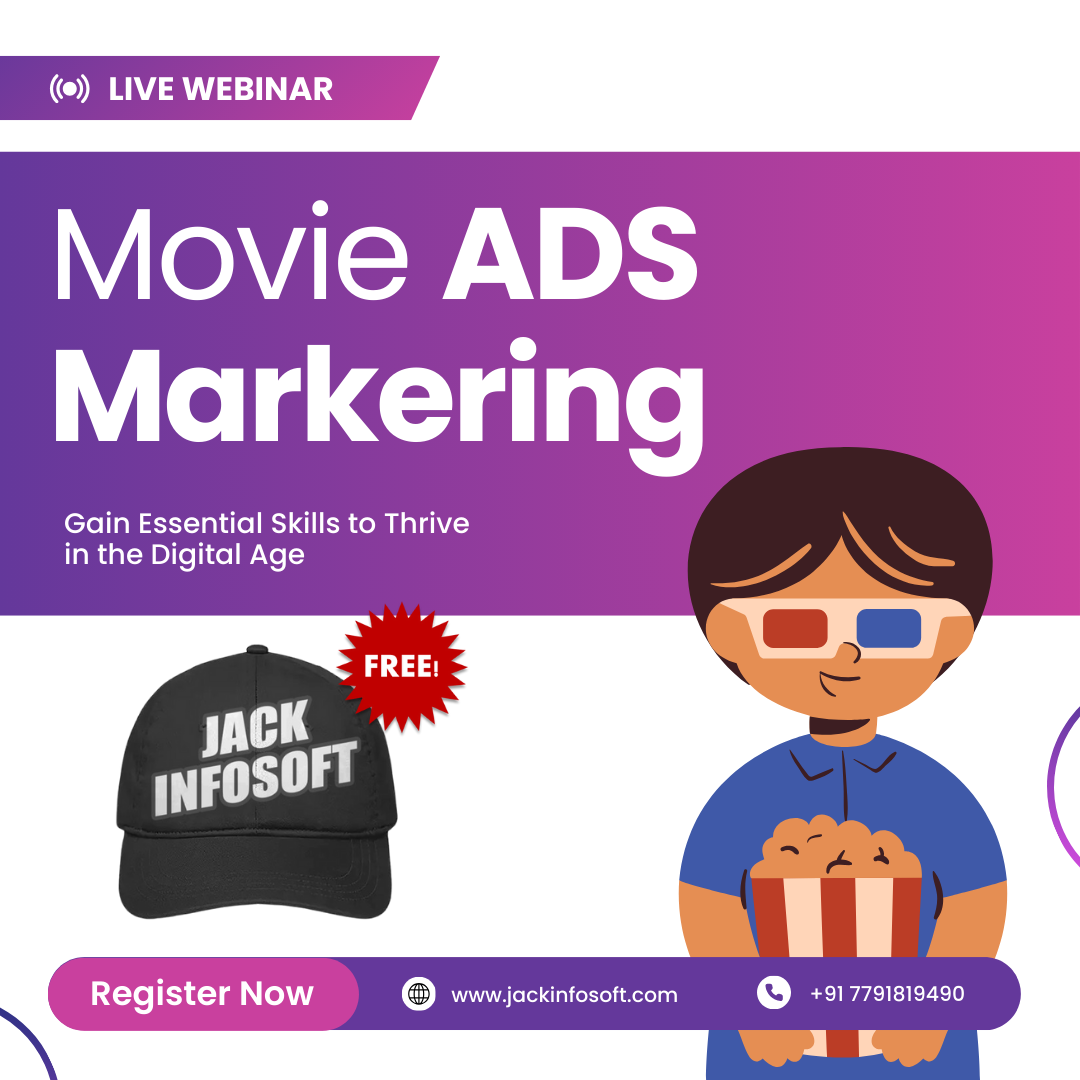 LIVE WEBINAR
Movie ADS
Markering
Gain Essential Skills to Thrive
in the Digital Age
FREE!
JACK
INFOSOFT
Register Now
www.jackinfosoft.com
+91 7791819490